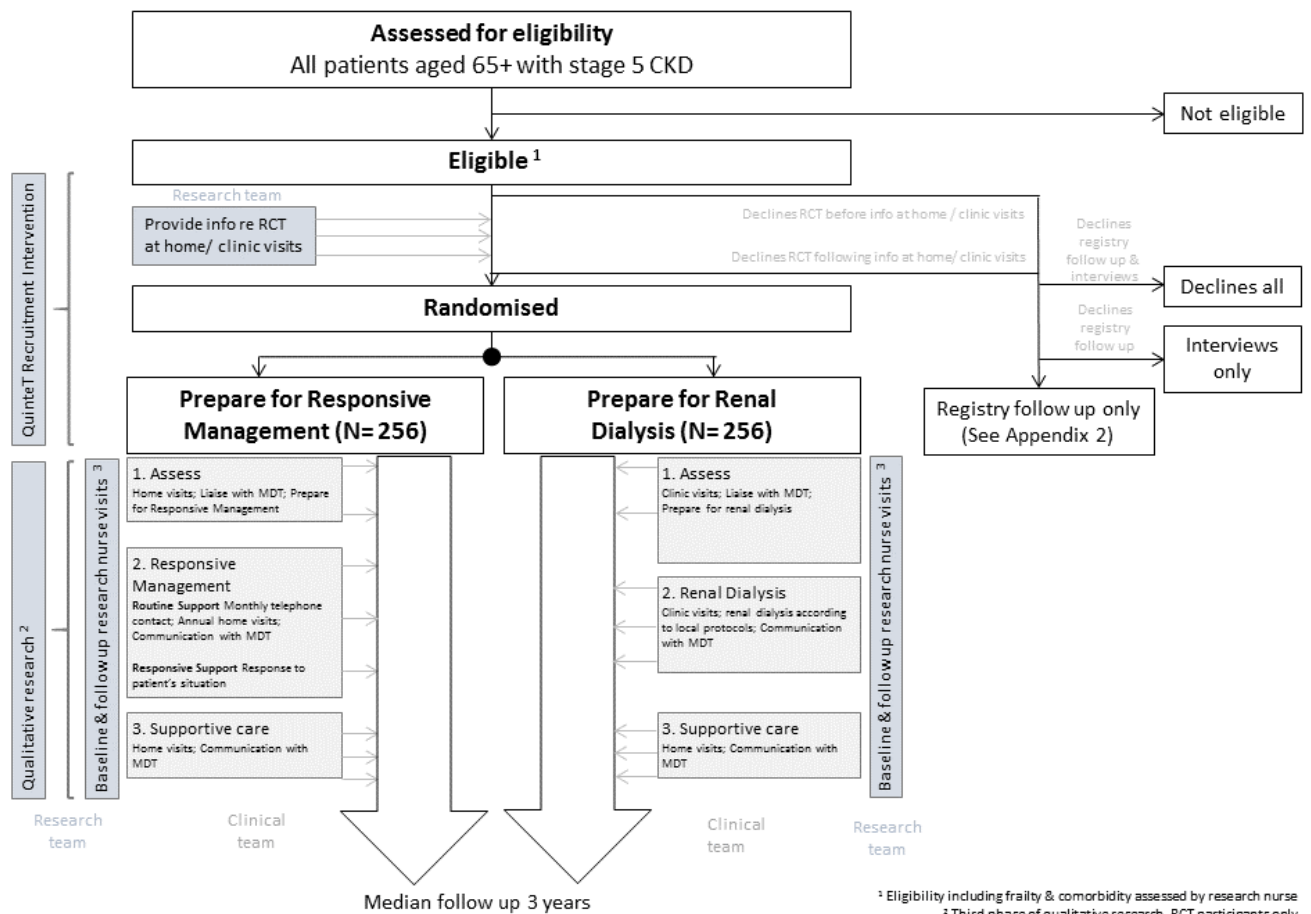 Assessed for eligibility
All patients aged 65+ with stage 5 CKD
Not eligible
Eligible 1
Research team
Provide info re RCT
at home/ clinic visits
Declines RCT before info at home / clinic visits
Declines RCT following info at home/ clinic visits
Declines
registry
follow up &
interviews
Declines all
Declines
registry
follow up
Interviews
only
Registry follow up only
(See Appendix 2)
QuinteT Recruitment Intervention
Randomised
Prepare for Responsive
Management (N=256)
Prepare for Renal
Dialysis (N=256)
Qualitative research 2
Baseline & follow up research nurse visits 3
1. Assess
Home visits; Liaise with MDT; Prepare
for Responsive Management
2. Responsive
Management
Routine Support Monthly telephone
contact; Annual home visits;
Communication with MDT
Responsive Support Response to
patient's situation
3. Supportive care
Home visits; Communication with
MDT
1. Assess
Clinic visits; Liaise with MDT;
Prepare for renal dialysis
2. Renal Dialysis
Clinic visits; renal dialysis according
to local protocols; Communication
with MDT
3. Supportive care
Home visits; Communication with
MDT
Baseline & follow up research nurse visits 3
Research
team
Clinical
team
Clinical
team
Research
team
Median follow up 3 years
1 Eligibility including frailty & comorbidity assessed by research nurse
2 Third phase of qualitative research, RCT participants only